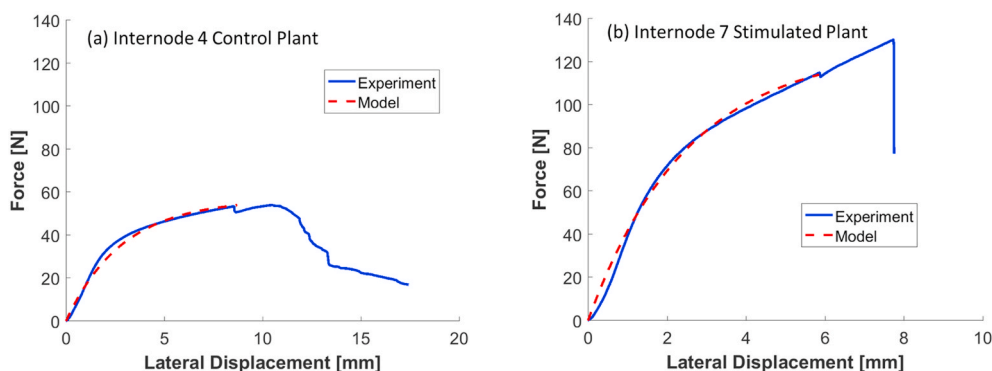 (a) Internode 4 Control Plant
Force [N]
140
120
100
80
60
40
20
0
Experiment
Model
0 5 10 15 20
Lateral Displacement [mm]
(b) Internode 7 Stimulated Plant
Force [N]
140
120
100
80
60
40
20
0
Experiment
Model
0 2 4 6 8 10
Lateral Displacement [mm]